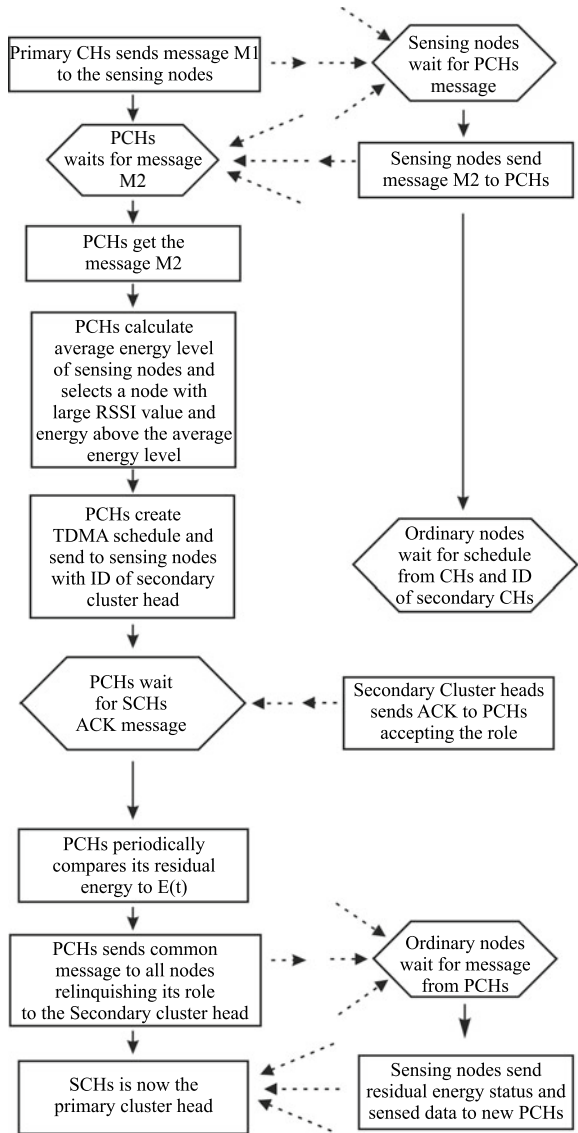 Primary CHs sends message M1
to the sensing nodes
Sensing nodes
wait for PCHs
message
PCHs
waits for message
M2
Sensing nodes send
message M2 to PCHs
PCHs get the
message M2
PCHs calculate
average energy level
of sensing nodes and
selects a node with
large RSSI value and
energy above the average
energy level
PCHs create
TDMA schedule and
send to sensing nodes
with ID of secondary
cluster head
Ordinary nodes
wait for schedule
from CHs and ID
of secondary CHs
PCHs wait
for SCHs
ACK message
Secondary Cluster heads
sends ACK to PCHs
accepting the role
PCHs periodically
compares its residual
energy to E(t)
PCHs sends common
message to all nodes
relinquishing its role
to the Secondary cluster head
Ordinary nodes
wait for message
from PCHs
SCHs is now the
primary cluster head
Sensing nodes send
residual energy status and
sensed data to new PCHs